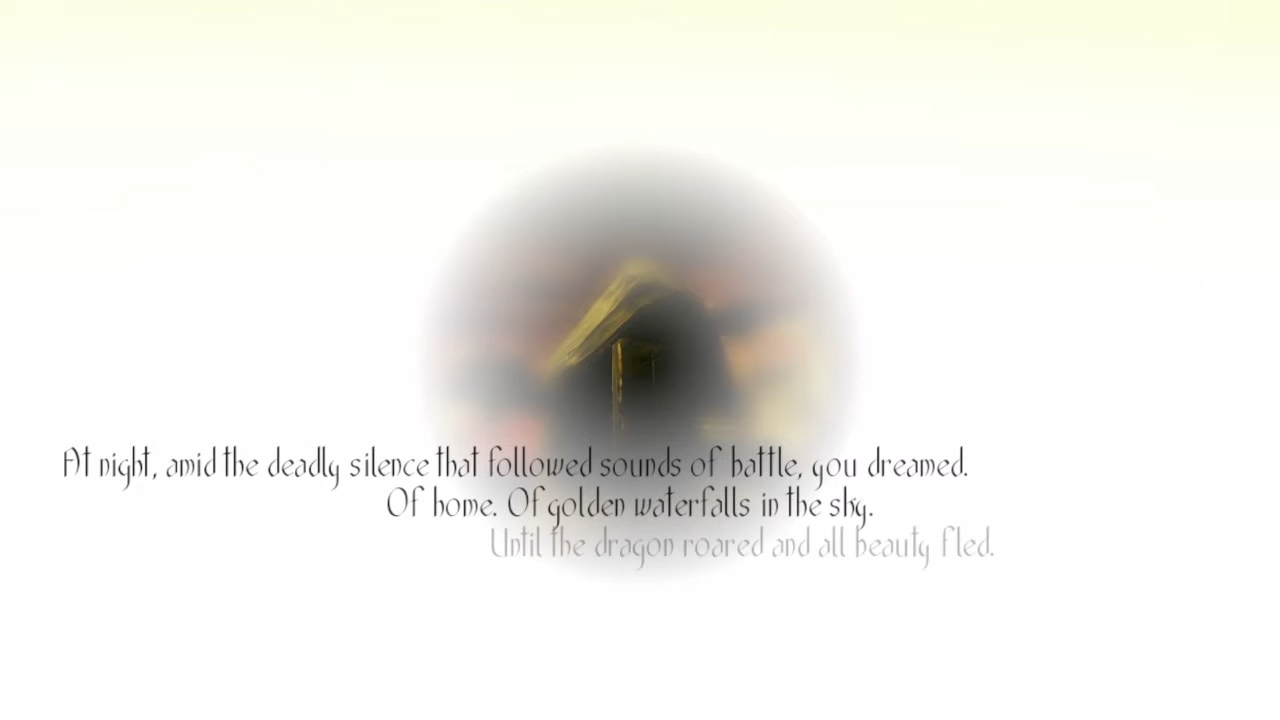 At night, amid the deadly silence that followed sounds of battle, you dreamed.
Of home. Of golden waterfalls in the sky.
Until the dragon roared and all beauty fled.